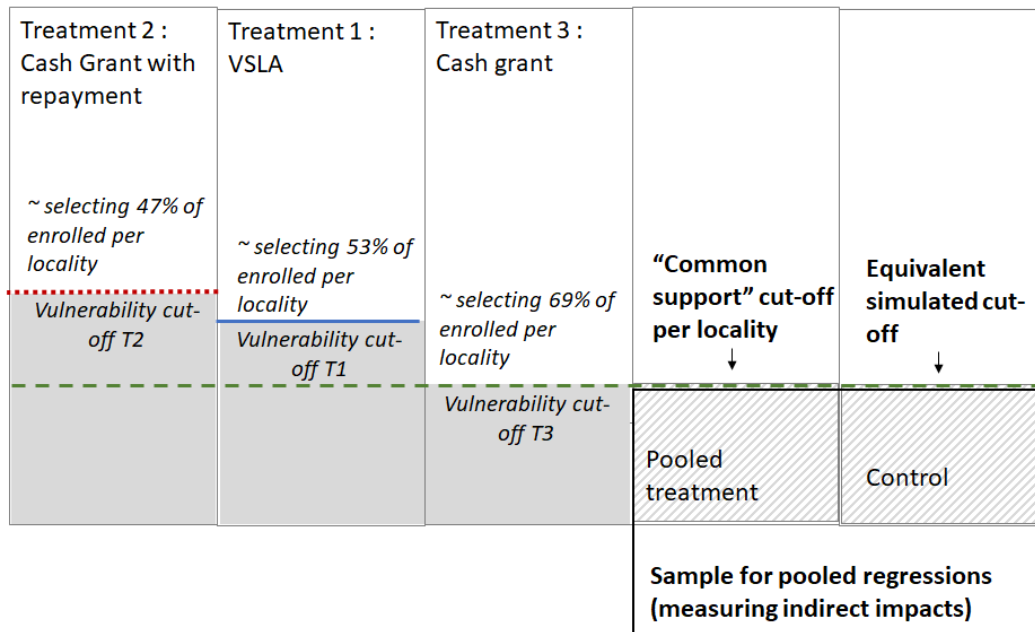 Treatment 2 :
Cash Grant with
repayment
~ selecting 47% of
enrolled per
locality
Vulnerability cut-
off T2
Treatment 1 :
VSLA
~ selecting 53% of
enrolled per
locality
Vulnerability cut-
off T1
Treatment 3 :
Cash grant
~ selecting 69% of
enrolled per
locality
Vulnerability cut-
off T3
“Common
support” cut-off
per locality
Pooled
treatment
Equivalent
simulated cut-
off
Control
Sample for pooled regressions
(measuring indirect impacts)